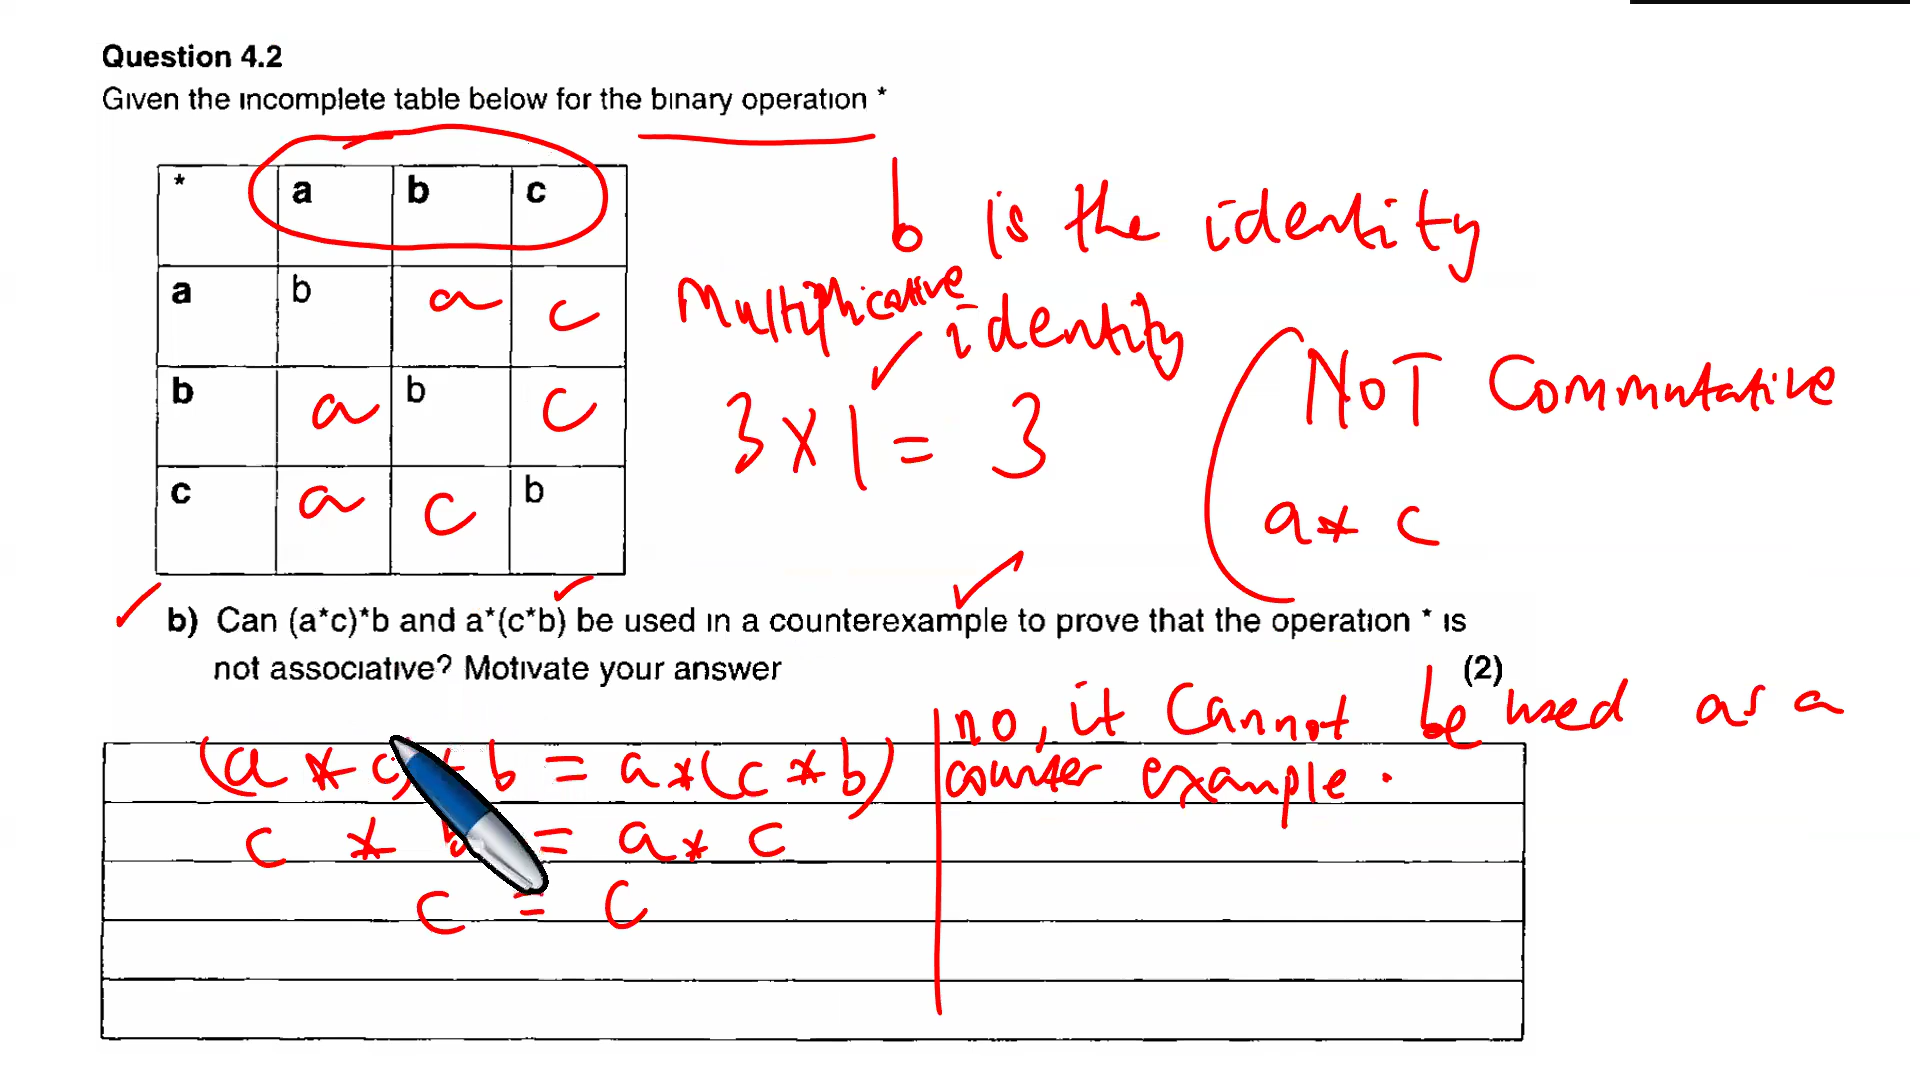 Question 4.2
Given the incomplete table below for the binary operation *
* a b c
a b a c
b a b c
c a c b
b is the identity
Multiplicative identity
3 x 1 = 3
NOT Commutative
a * c
b) Can (a*c)*b and a*(c*b) be used in a counterexample to prove that the operation * is
not associative? Motivate your answer
(2)
(a * c) * b = a * (c * b)
c * b = a * c
c = c
no, it cannot be used as a
counter example.